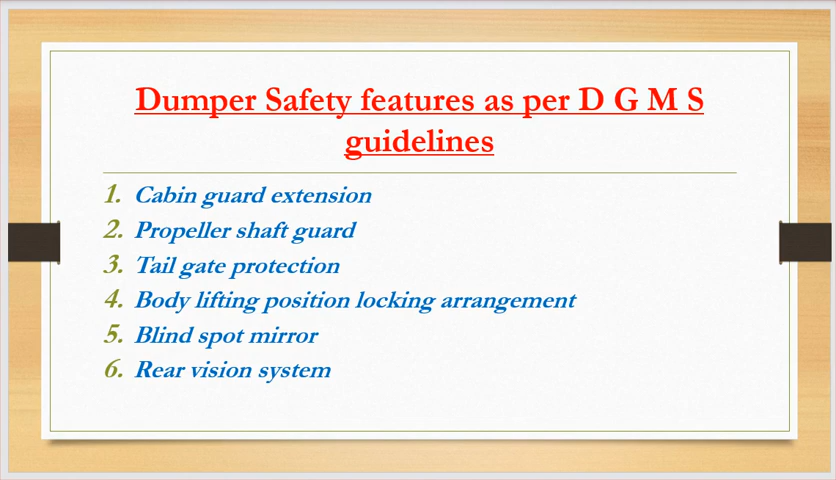 Dumper Safety features as per D G M S
guidelines
1. Cabin guard extension
2. Propeller shaft guard
3. Tail gate protection
4. Body lifting position locking arrangement
5. Blind spot mirror
6. Rear vision system